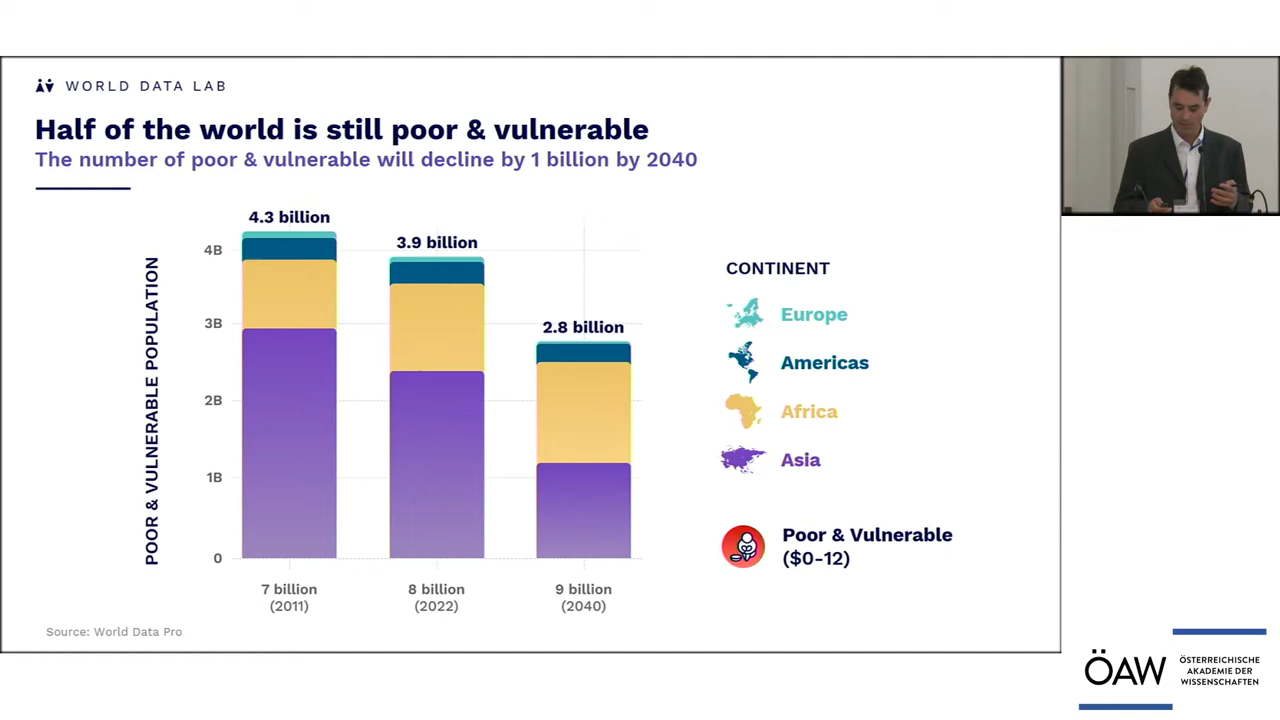 WORLD DATA LAB
Half of the world is still poor & vulnerable
The number of poor & vulnerable will decline by 1 billion by 2040
POOR & VULNERABLE POPULATION
4B
3B
2B
1B
0
4.3 billion
3.9 billion
2.8 billion
7 billion
(2011)
8 billion
(2022)
9 billion
(2040)
CONTINENT
Europe
Americas
Africa
Asia
Poor & Vulnerable
($0-12)
Source: World Data Pro
ÖAW
ÖSTERREICHISCHE
AKADEMIE DER
WISSENSCHAFTEN